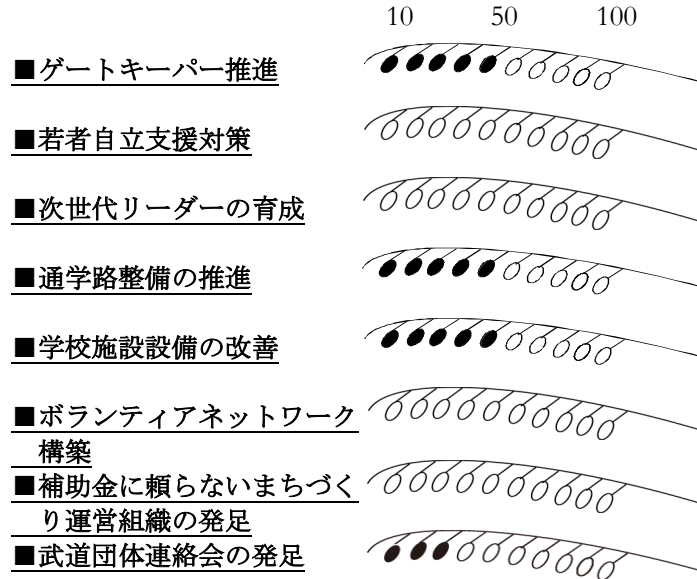 10 50 100
■ゲートキーパー推進
■若者自立支援対策
■次世代リーダーの育成
■通学路整備の推進
■学校施設設備の改善
■ボランティアネットワーク
構築
■補助金に頼らないまちづく
り運営組織の発足
■武道団体連絡会の発足